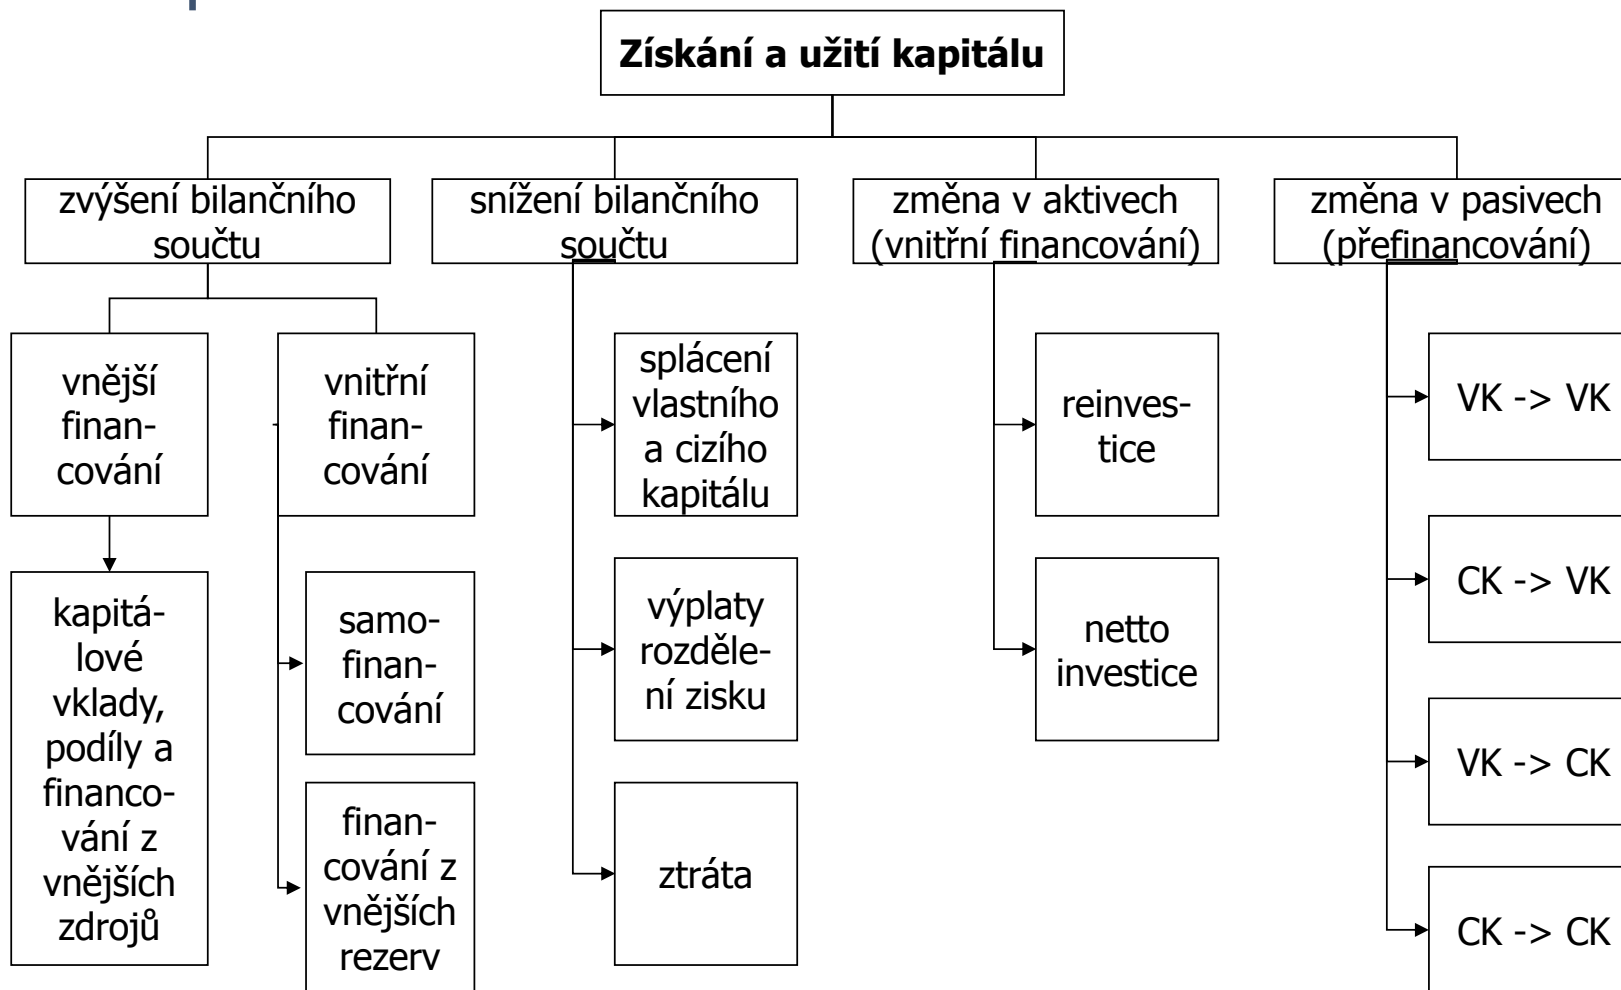 Získání a užití kapitálu
zvýšení bilančního
součtu
snížení bilančního
součtu
změna v aktivech
(vnitřní financování)
změna v pasivech
(přefinancování)
vnější
finan-
cování
vnitřní
finan-
cování
kapitá-
lové
vklady,
podíly a
financo-
vání z
vnějších
zdrojů
samo-
finan-
cování
finan-
cování z
vnějších
rezerv
splácení
vlastního
a cizího
kapitálu
výplaty
rozděle-
ní zisku
ztráta
reinves-
tice
netto
investice
VK -> VK
CK -> VK
VK -> CK
CK -> CK